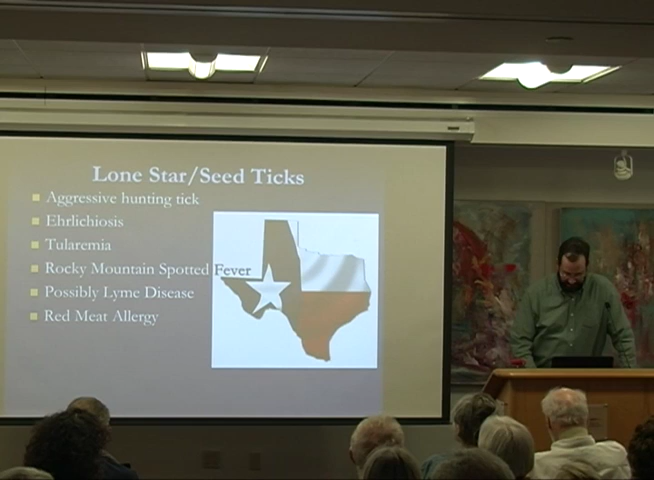 Lone Star/Seed Ticks
Aggressive hunting tick
Ehrlichiosis
Tularemia
Rocky Mountain Spotted Fever
Possibly Lyme Disease
Red Meat Allergy